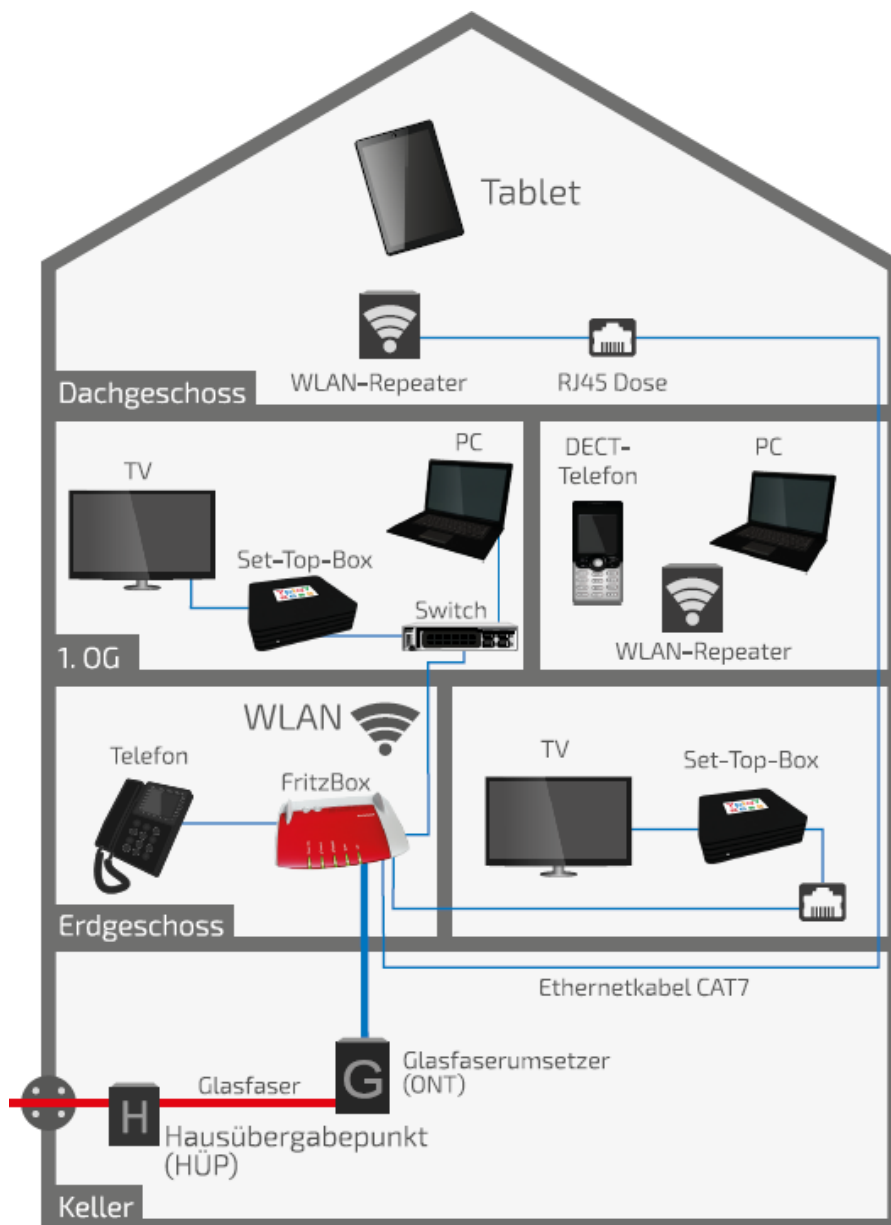 Tablet
WLAN-Repeater
RJ45 Dose
Dachgeschoss
TV
PC
Set-Top-Box
Switch
1. OG
DECT-
Telefon
PC
WLAN-Repeater
WLAN
Telefon
FritzBox
Erdgeschoss
TV
Set-Top-Box
Ethernetkabel CAT7
Glasfaser
G
Glasfaserumsetzer
(ONT)
H
Hausübergabepunkt
(HÜP)
Keller